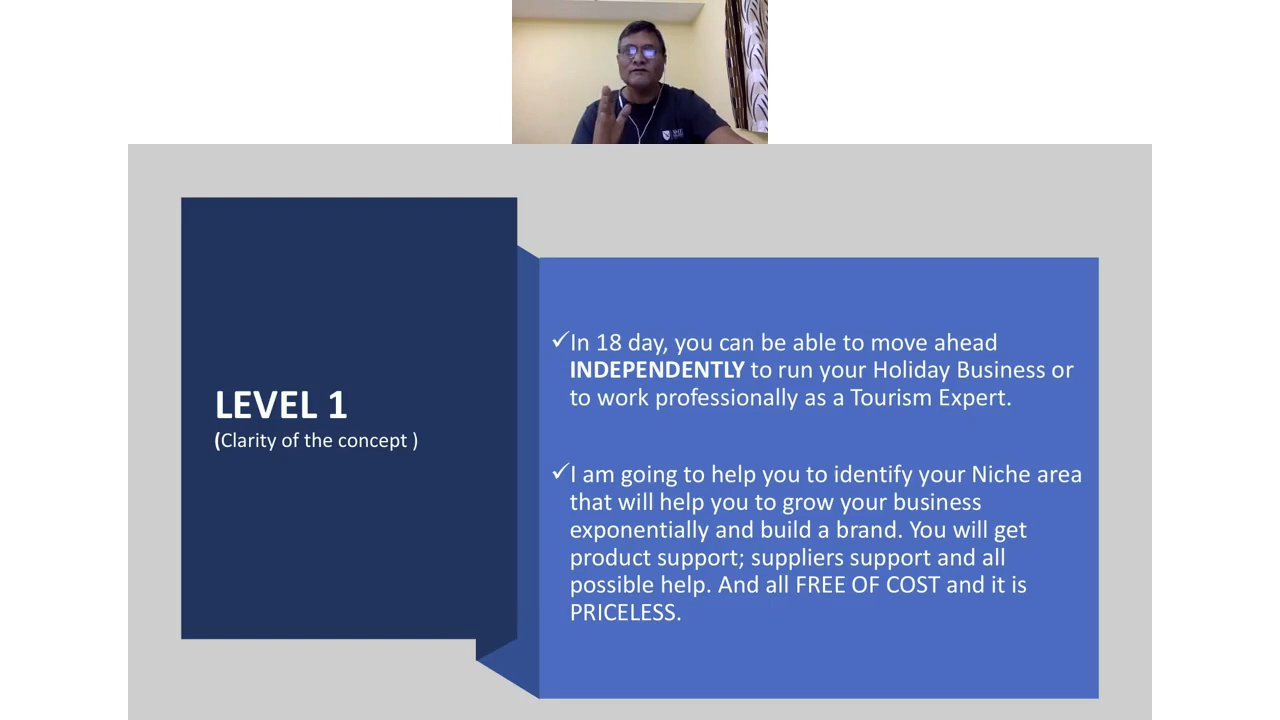 LEVEL 1
(Clarity of the concept )
✓In 18 day, you can be able to move ahead
INDEPENDENTLY to run your Holiday Business or
to work professionally as a Tourism Expert.
✓I am going to help you to identify your Niche area
that will help you to grow your business
exponentially and build a brand. You will get
product support; suppliers support and all
possible help. And all FREE OF COST and it is
PRICELESS.